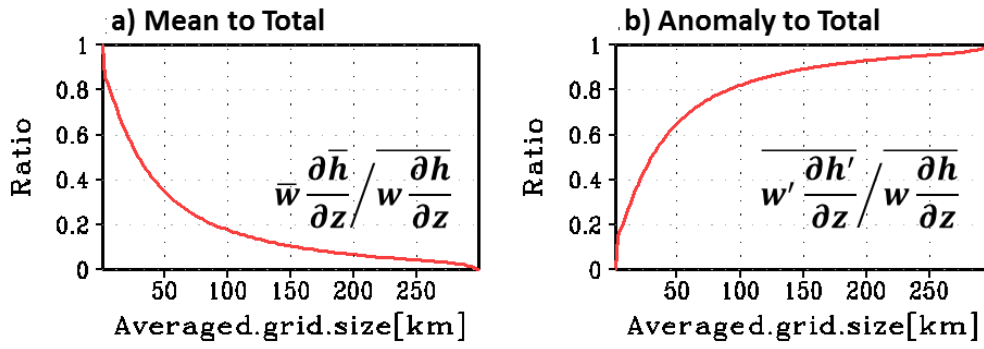 a) Mean to Total
b) Anomaly to Total
Ratio
1
0.8
0.6
0.4
0.2
0
50
100
150
200
250
Averaged.grid.size[km]
w̅ ∂h̅/∂z / w ∂h/∂z
Ratio
1
0.8
0.6
0.4
0.2
0
50
100
150
200
250
Averaged.grid.size[km]
w′ ∂h′/∂z / w ∂h/∂z